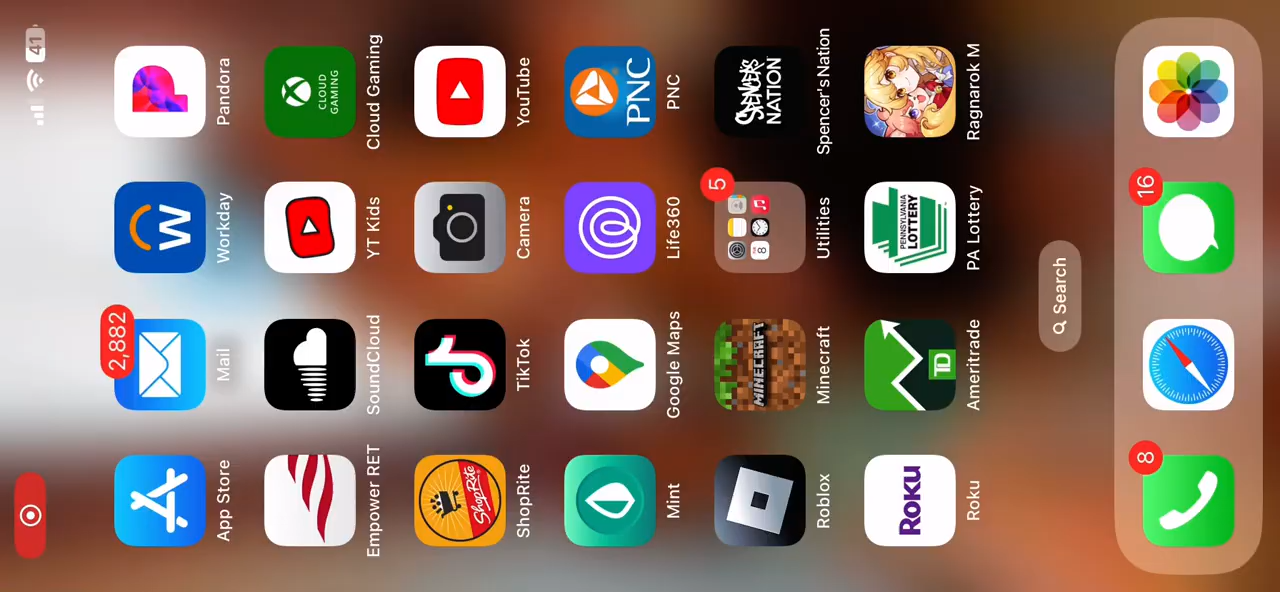 41
2,882
App Store Mail Workday Pandora
CLOUD
GAMING
Empower RET SoundCloud YT Kids Cloud Gaming
ShopRite
ShopRite TikTok Camera YouTube
PNC
Mint Google Maps Life360 PNC
5
MINECRAFT
8
SPENCER'S
NATION
Roblox Minecraft Utilities Spencer's Nation
ROKU
TD
PENNSYLVANIA
LOTTERY
Roku Ameritrade PA Lottery Ragnarok M
Search
8
16